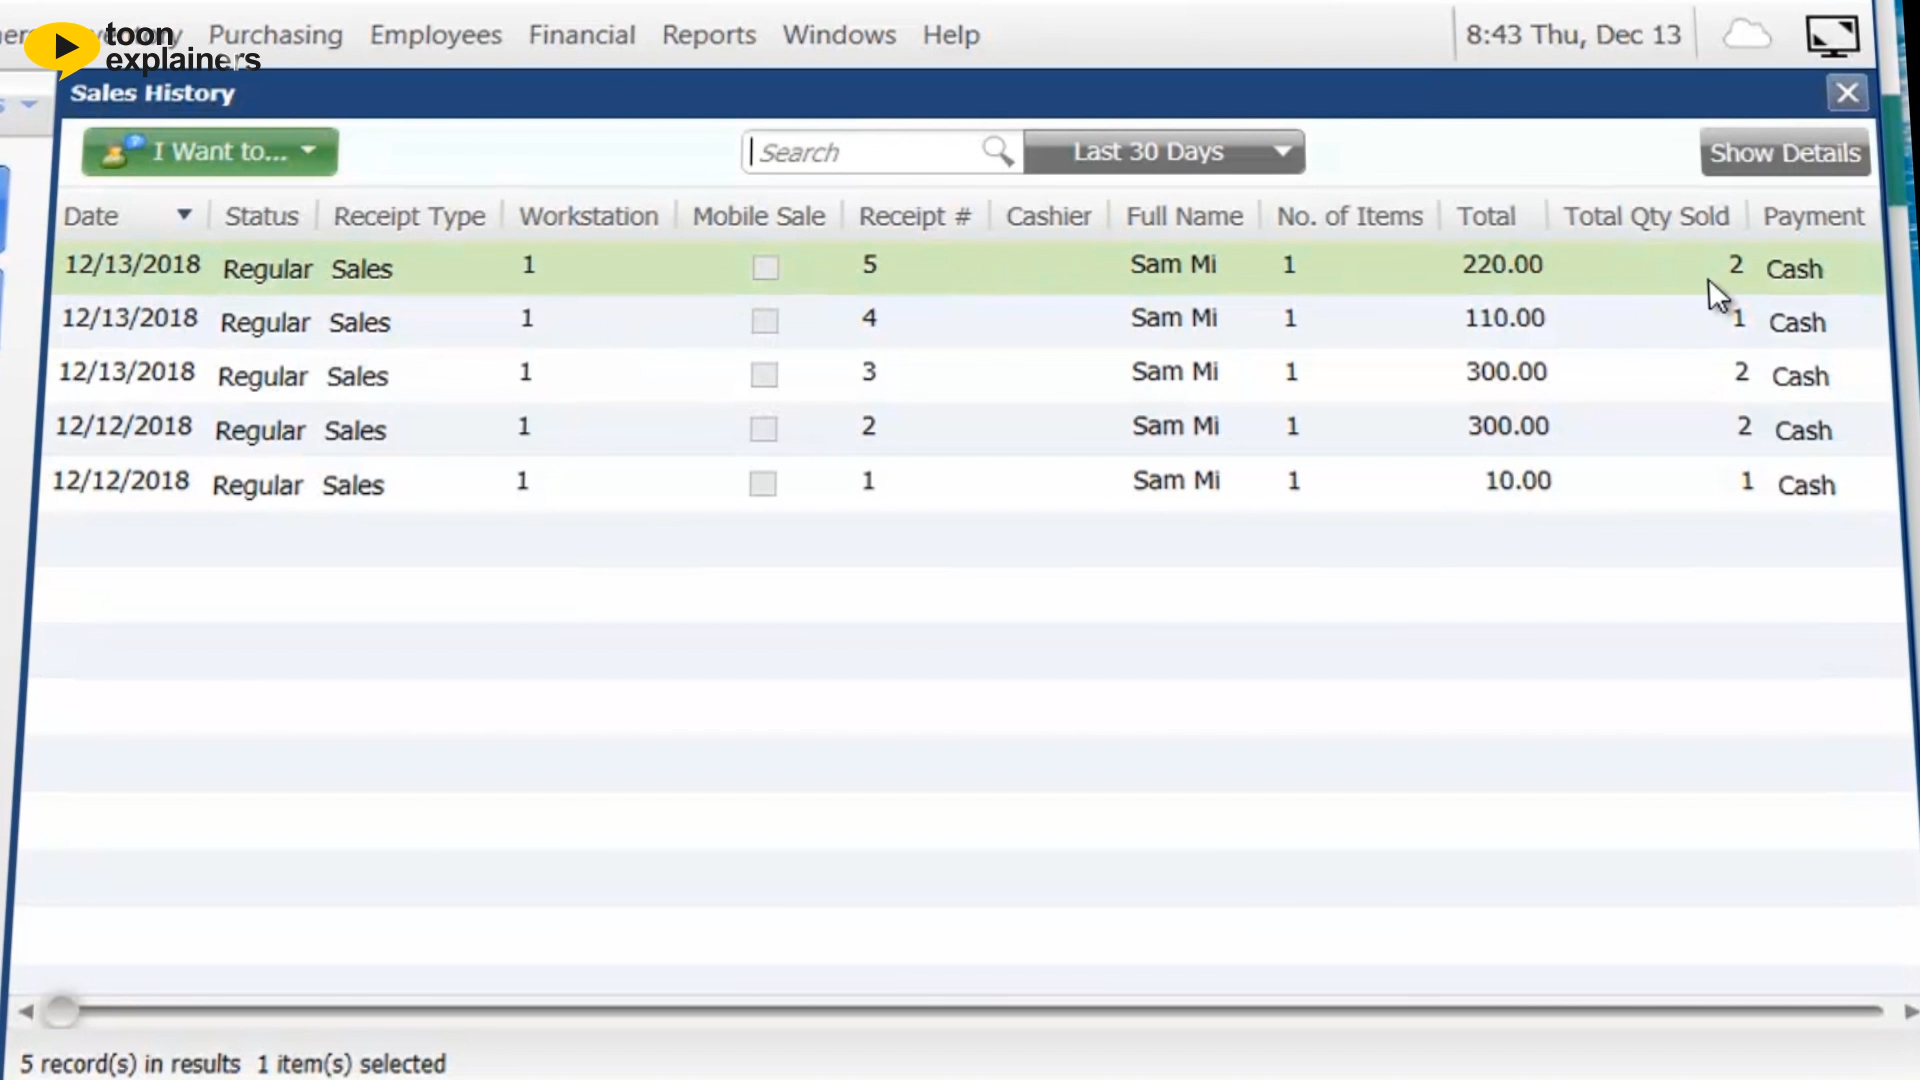 toon
explainers
Purchasing Employees Financial Reports Windows Help 8:43 Thu, Dec 13
Sales History
I Want to... Search Last 30 Days Show Details
Date Status Receipt Type Workstation Mobile Sale Receipt # Cashier Full Name No. of Items Total Total Qty Sold Payment
12/13/2018 Regular Sales 1 5 Sam Mi 1 220.00 2 Cash
12/13/2018 Regular Sales 1 4 Sam Mi 1 110.00 1 Cash
12/13/2018 Regular Sales 1 3 Sam Mi 1 300.00 2 Cash
12/12/2018 Regular Sales 1 2 Sam Mi 1 300.00 2 Cash
12/12/2018 Regular Sales 1 1 Sam Mi 1 10.00 1 Cash
5 record(s) in results 1 item(s) selected